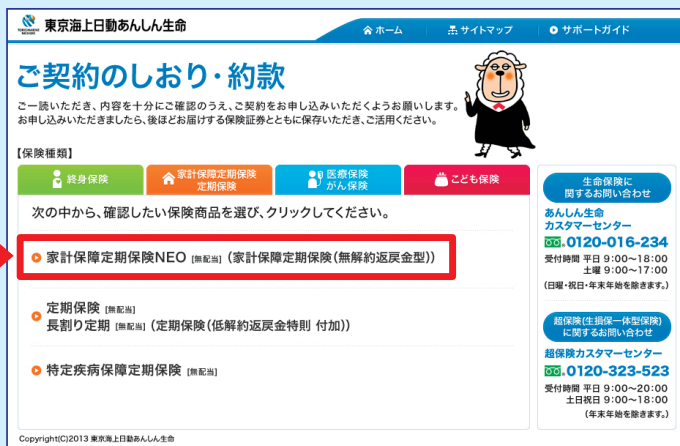 東京海上日動あんしん生命
ホーム
サイトマップ
サポートガイド
ご契約のしおり・約款
ご一読いただき、内容を十分にご確認のうえ、ご契約をお申し込みいただくようお願いします。
お申し込みいただきましたら、後ほどお届けする保険証券とともに保存いただき、ご活用ください。
【保険種類】
終身保険
家計保障定期保険
定期保険
医療保険
がん保険
こども保険
次の中から、確認したい保険商品を選び、クリックしてください。
家計保障定期保険NEO [無配当] (家計保障定期保険(無解約返戻金型))
定期保険 [無配当]
長割り定期 [無配当] (定期保険(低解約返戻金特則 付加))
特定疾病保障定期保険 [無配当]
生命保険に
関するお問い合わせ
あんしん生命
カスタマーセンター
0120-016-234
受付時間 平日 9:00〜18:00
土曜 9:00〜17:00
(日曜・祝日・年末年始を除きます。)
超保険(生損保一体型保険)
に関するお問い合わせ
超保険カスタマーセンター
0120-323-523
受付時間 平日 9:00〜20:00
土日祝日 9:00〜18:00
(年末年始を除きます。)
Copyright(C)2013 東京海上日動あんしん生命